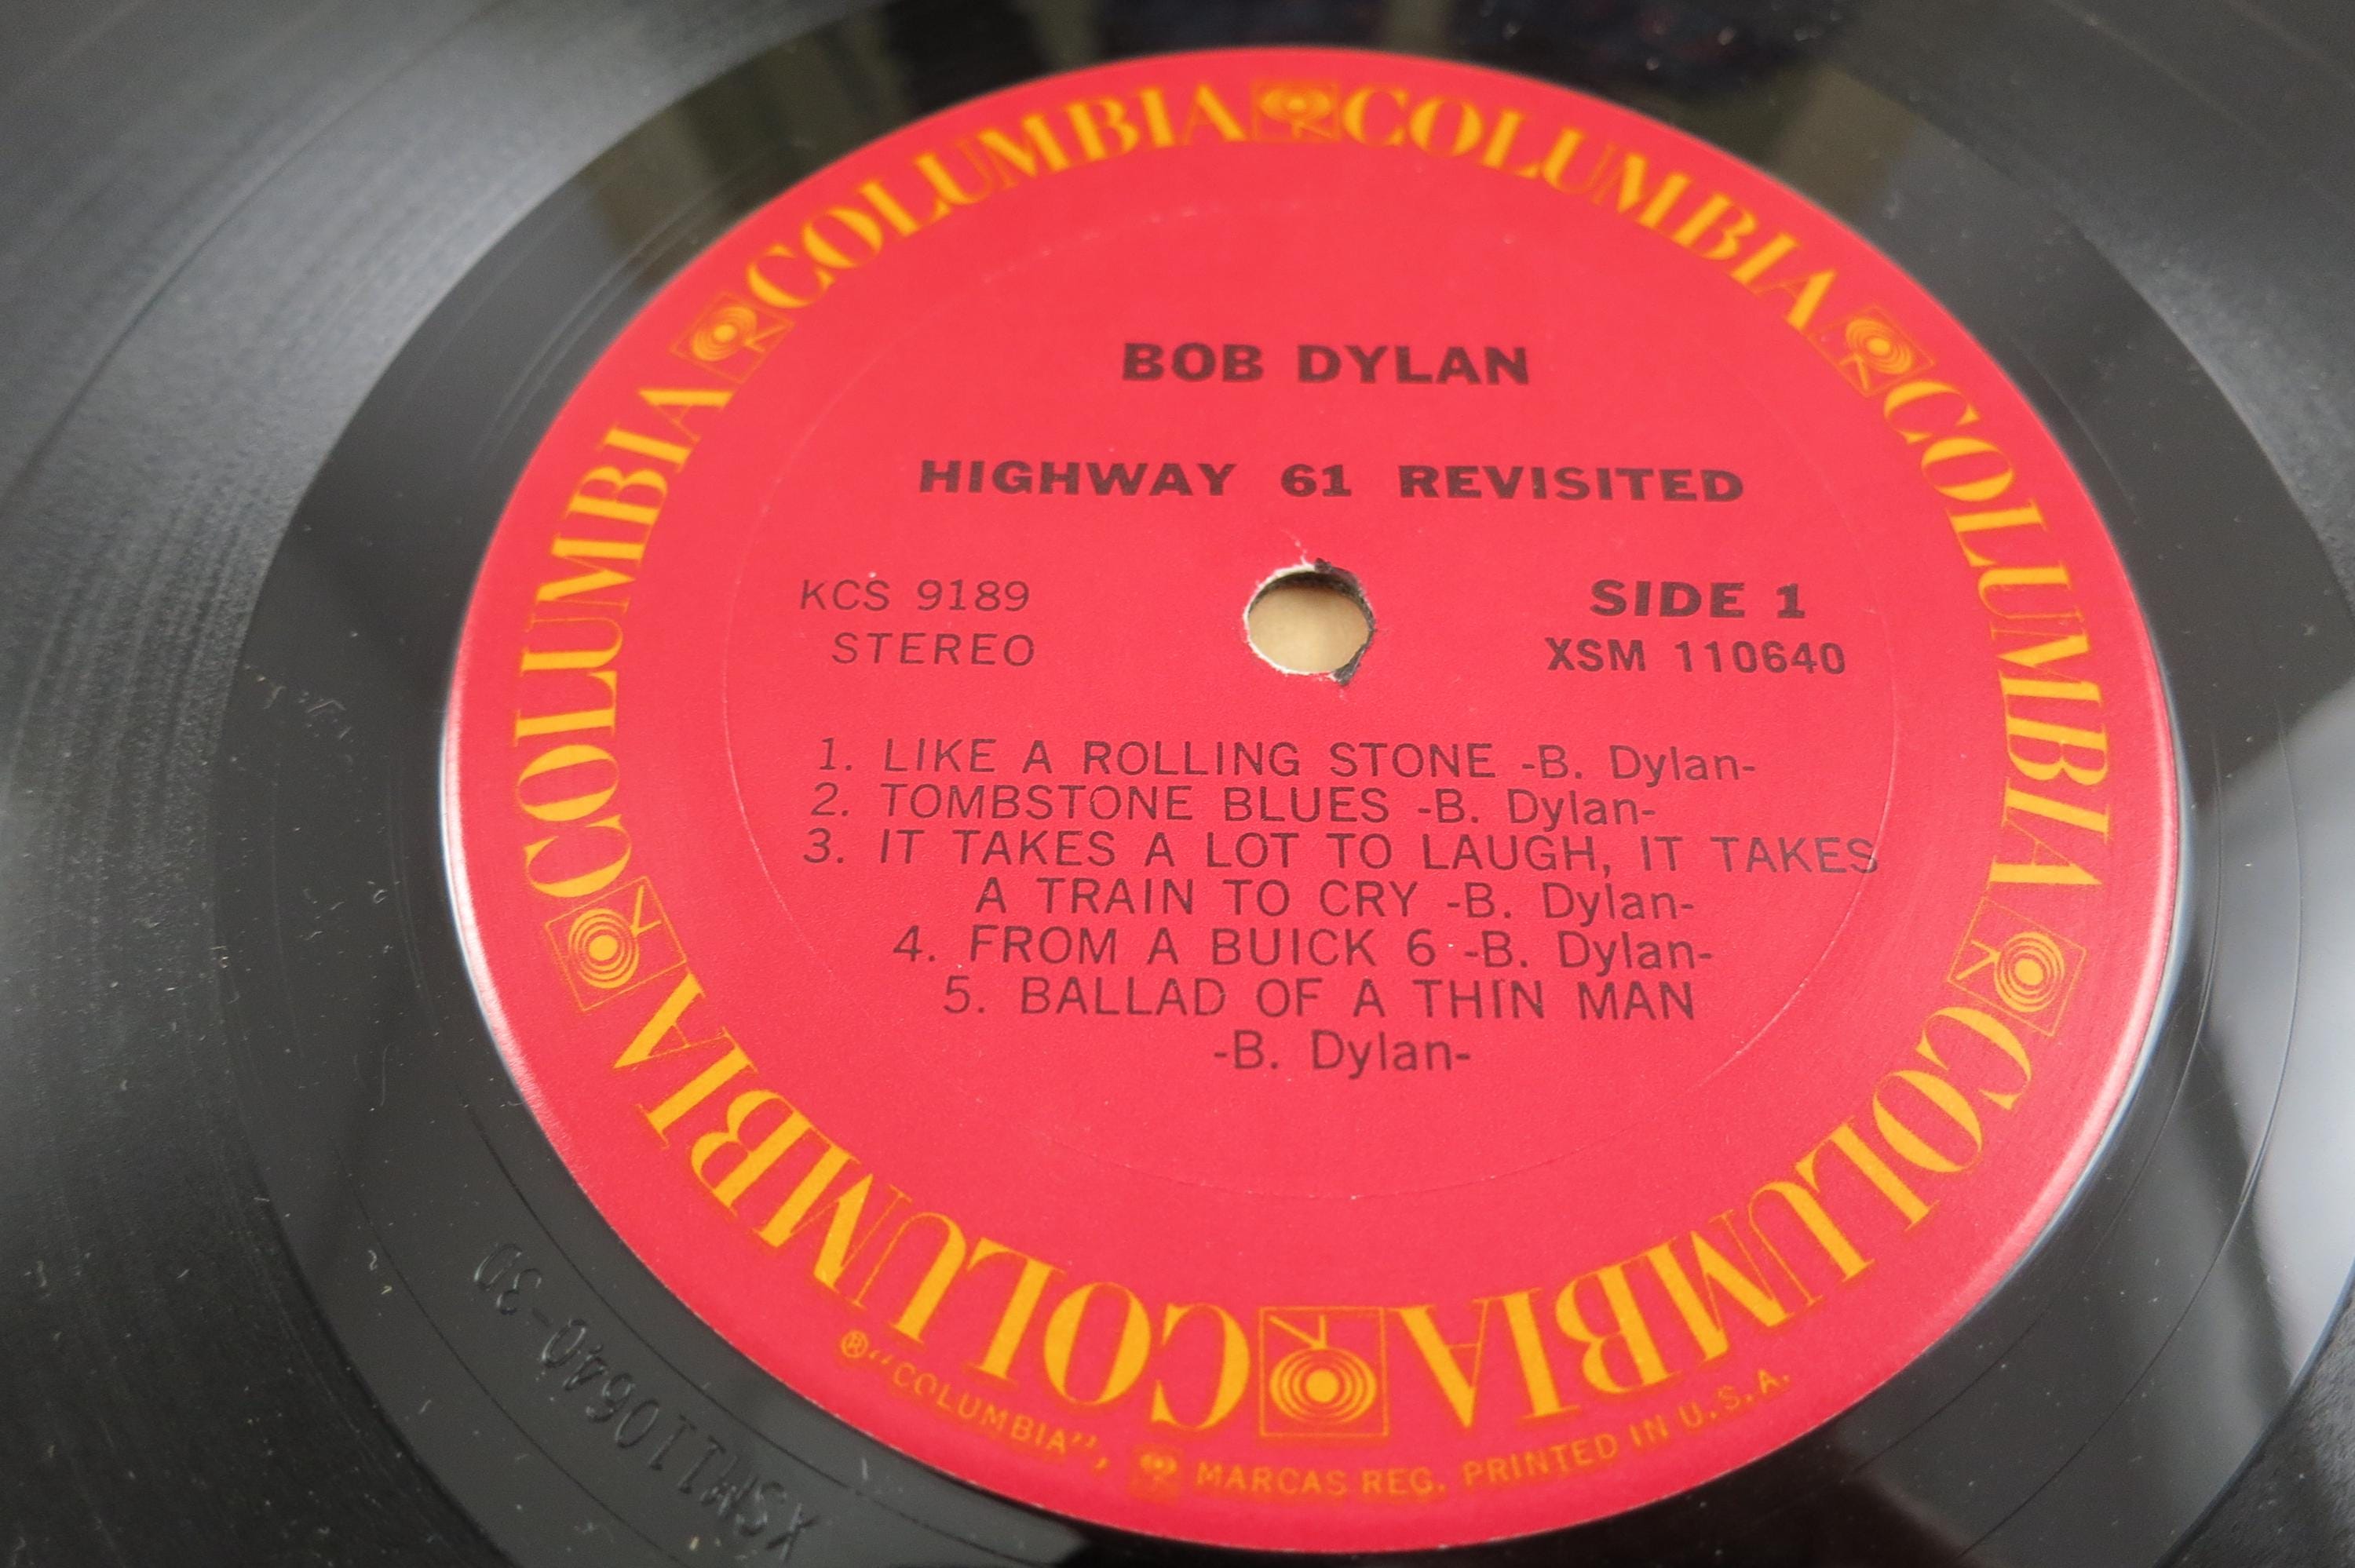 COLUMBIA COLUMBIA COLUMBIA COLUMBIA COLUMBIA COLUMBIA
BOB DYLAN
HIGHWAY 61 REVISITED
KCS 9189
STEREO
SIDE 1
XSM 110640
1. LIKE A ROLLING STONE -B. Dylan-
2. TOMBSTONE BLUES -B. Dylan-
3. IT TAKES A LOT TO LAUGH, IT TAKES
A TRAIN TO CRY -B. Dylan-
4. FROM A BUICK 6 -B. Dylan-
5. BALLAD OF A THIN MAN
-B. Dylan-
®"COLUMBIA", MARCAS REG. PRINTED IN U.S.A.
XSM110640-3D